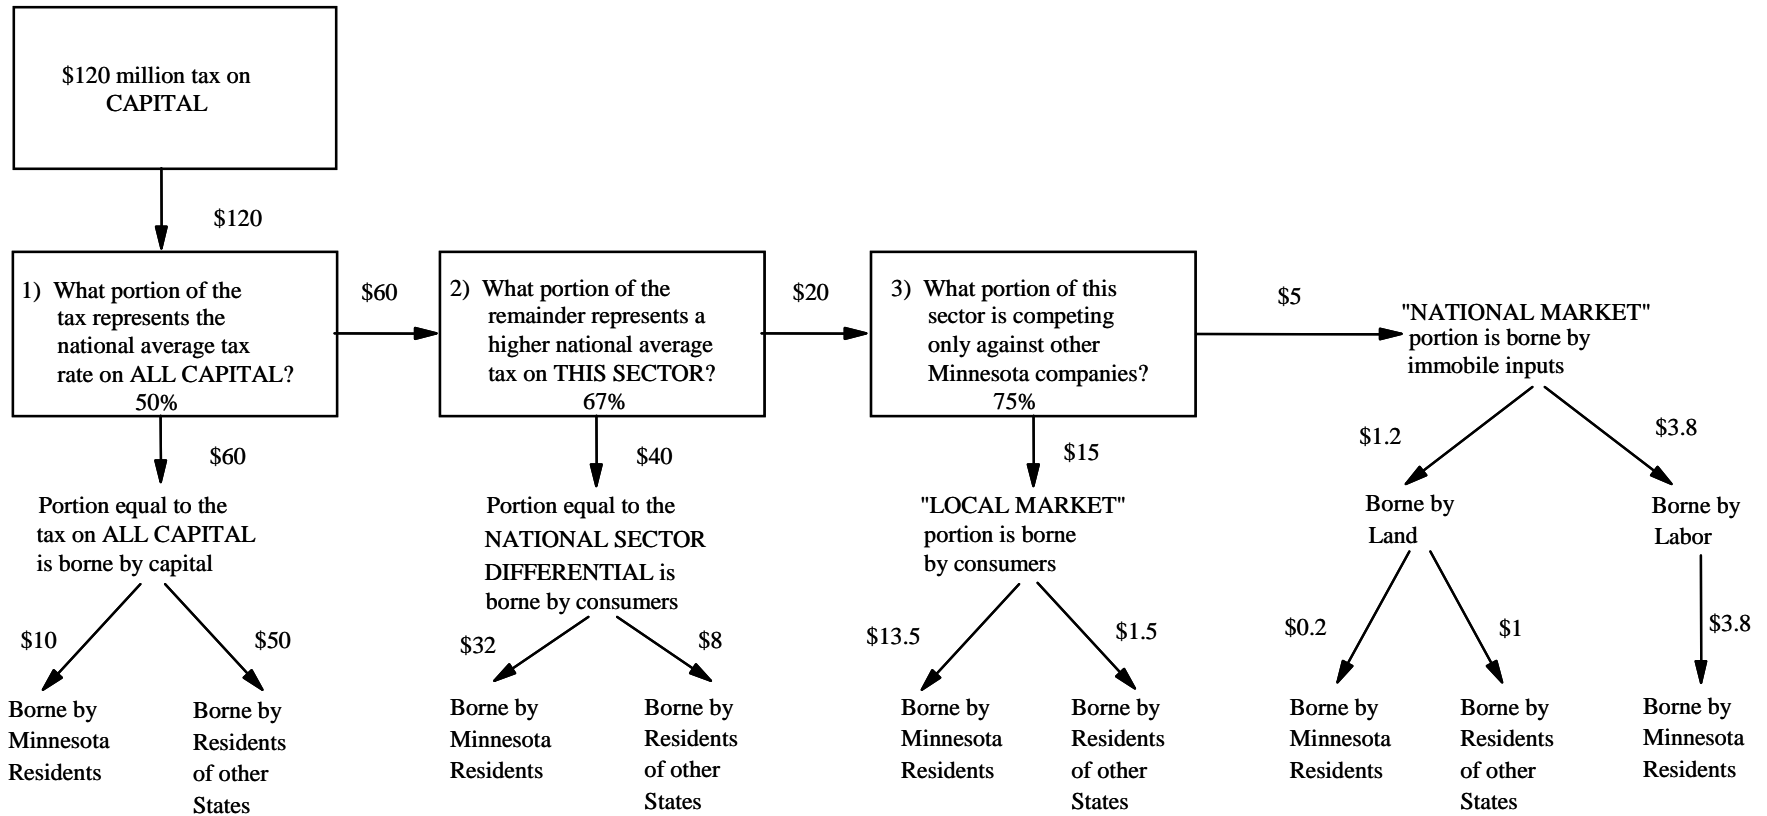 $120 million tax on
CAPITAL
$120
1) What portion of the
tax represents the
national average tax
rate on ALL CAPITAL?
50%
$60
2) What portion of the
remainder represents a
higher national average
tax on THIS SECTOR?
67%
$20
3) What portion of this
sector is competing
only against other
Minnesota companies?
75%
$5
"NATIONAL MARKET"
portion is borne by
immobile inputs
$60
Portion equal to the
tax on ALL CAPITAL
is borne by capital
$40
Portion equal to the
NATIONAL SECTOR
DIFFERENTIAL is
borne by consumers
$15
"LOCAL MARKET"
portion is borne
by consumers
$1.2
Borne by
Land
$3.8
Borne by
Labor
$10
Borne by
Minnesota
Residents
$50
Borne by
Residents
of other
States
$32
Borne by
Minnesota
Residents
$8
Borne by
Residents
of other
States
$13.5
Borne by
Minnesota
Residents
$1.5
Borne by
Residents
of other
States
$0.2
Borne by
Minnesota
Residents
$1
Borne by
Residents
of other
States
$3.8
Borne by
Minnesota
Residents